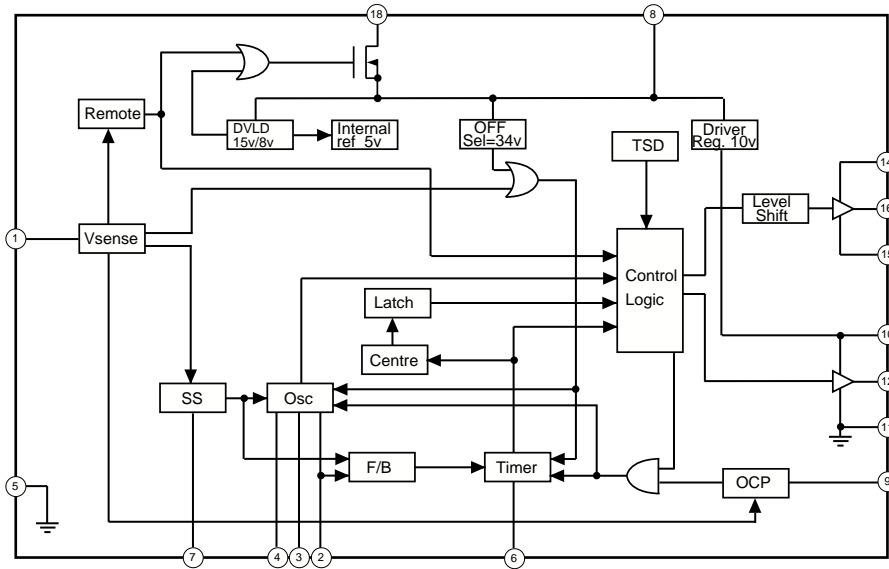 18
8
Remote
DVLD
15v/8v
Internal
ref 5v
OFF
Sel=34v
TSD
Driver
Reg. 10v
14
Level
Shift
16
1
Vsense
15
Control
Logic
Latch
Centre
10
SS
Osc
12
11
F/B
Timer
OCP
9
5
7
4
3
2
6